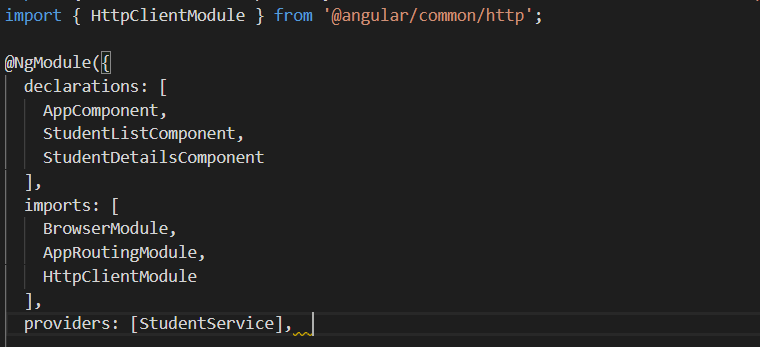 import { HttpClientModule } from '@angular/common/http';
@NgModule({
declarations: [
AppComponent,
StudentListComponent,
StudentDetailsComponent
],
imports: [
BrowserModule,
AppRoutingModule,
HttpClientModule
],
providers: [StudentService],